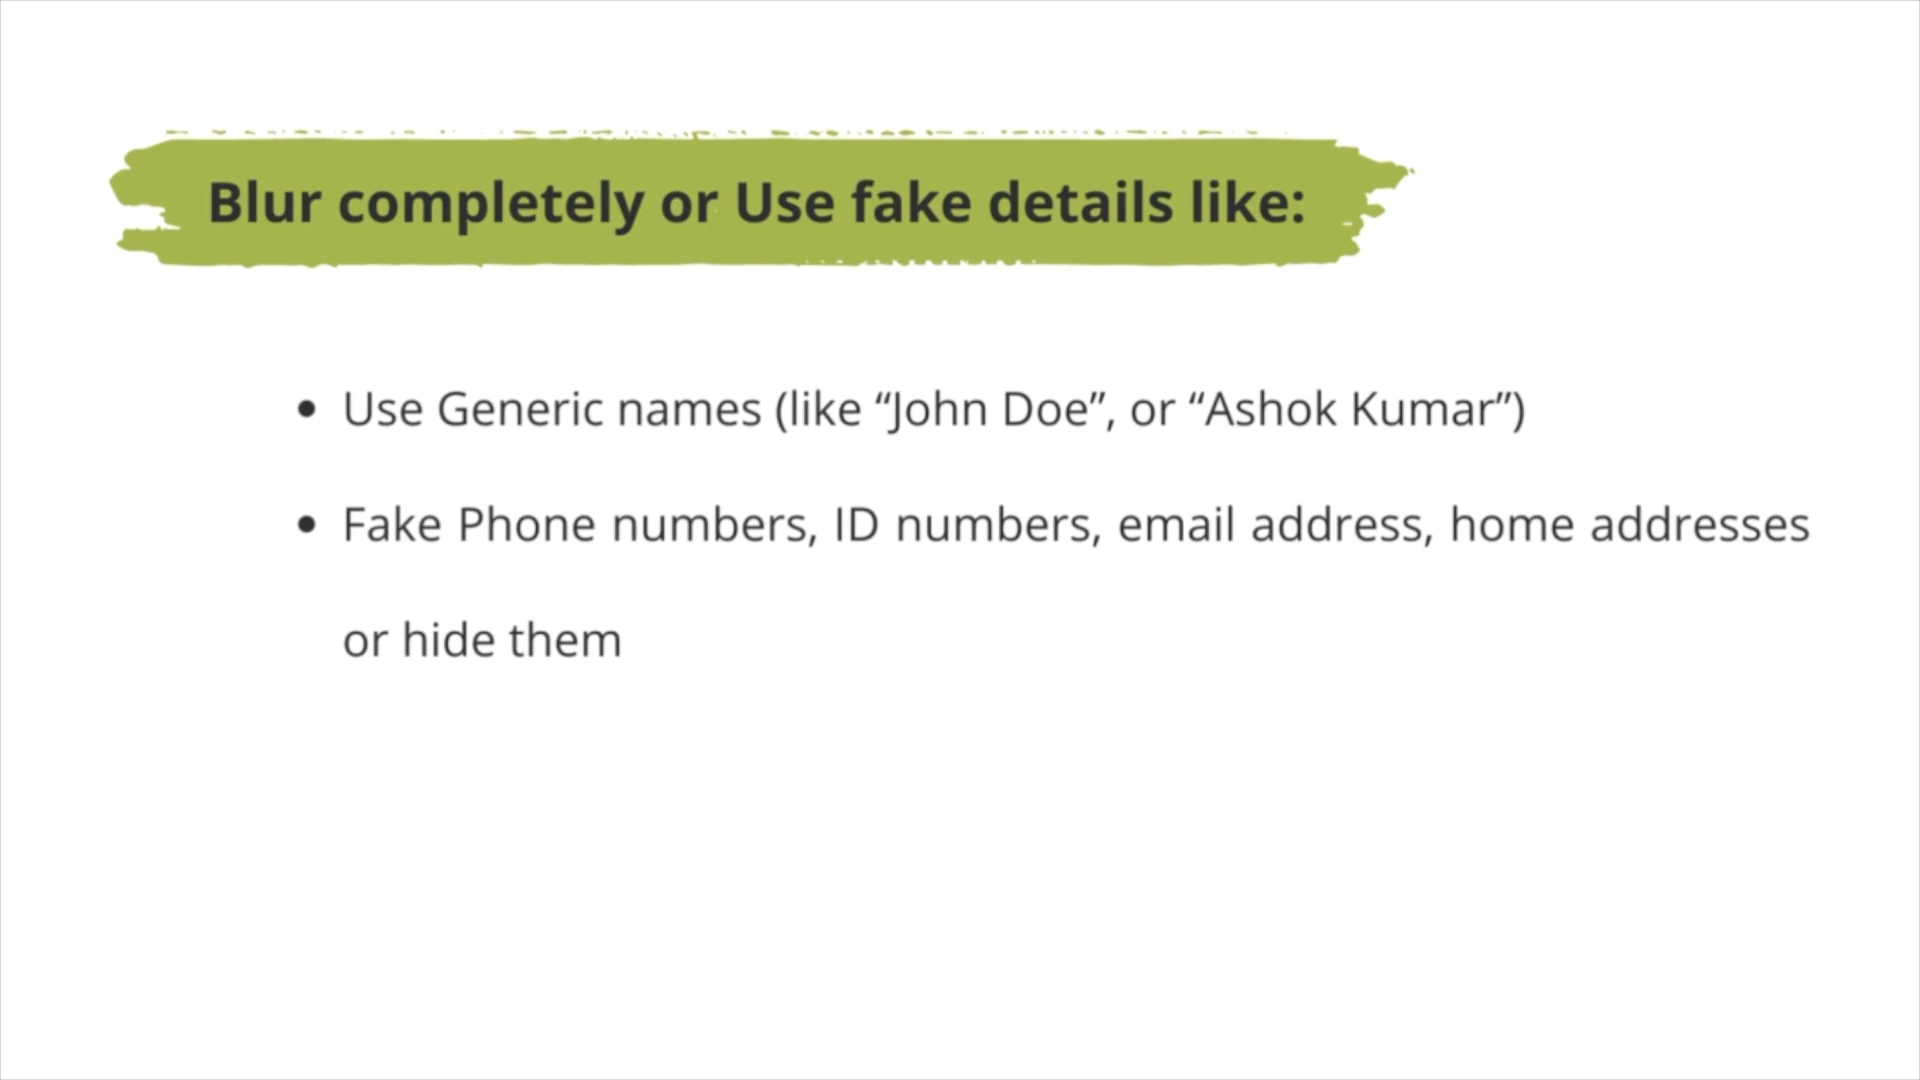 Blur completely or Use fake details like:
• Use Generic names (like “John Doe”, or “Ashok Kumar”)
• Fake Phone numbers, ID numbers, email address, home addresses
or hide them